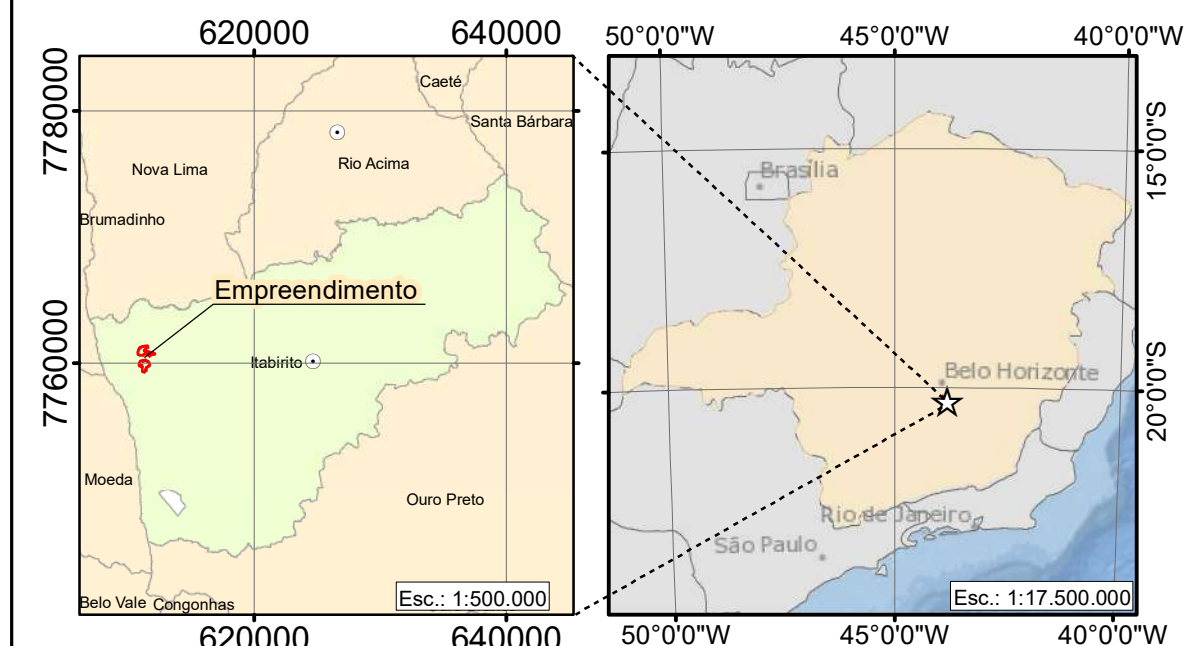 620000 640000
50°0'0"W 45°0'0"W 40°0'0"W
7780000
Caeté
Santa Bárbara
Nova Lima
Rio Acima
Brumadinho
Empreendimento
7760000
Itabirito
Moeda
Ouro Preto
Belo Vale Congonhas
Esc.: 1:500.000
620000 640000
Brasília
15°0'0"S
Belo Horizonte
20°0'0"S
Rio de Janeiro
São Paulo
Esc.: 1:17.500.000
50°0'0"W 45°0'0"W 40°0'0"W